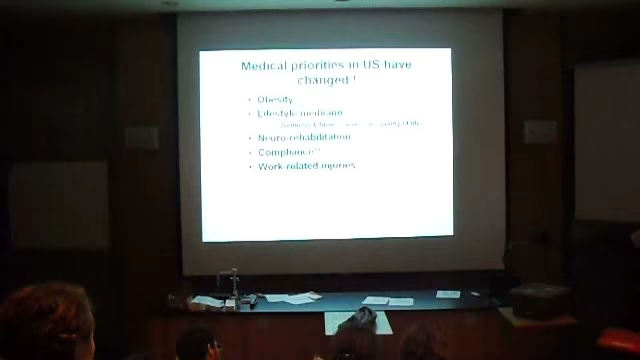 Medical priorities in US have
changed !
• Obesity
• Lifestyle medicine
• Neuro-rehabilitation
• Compliance
• Work-related injuries